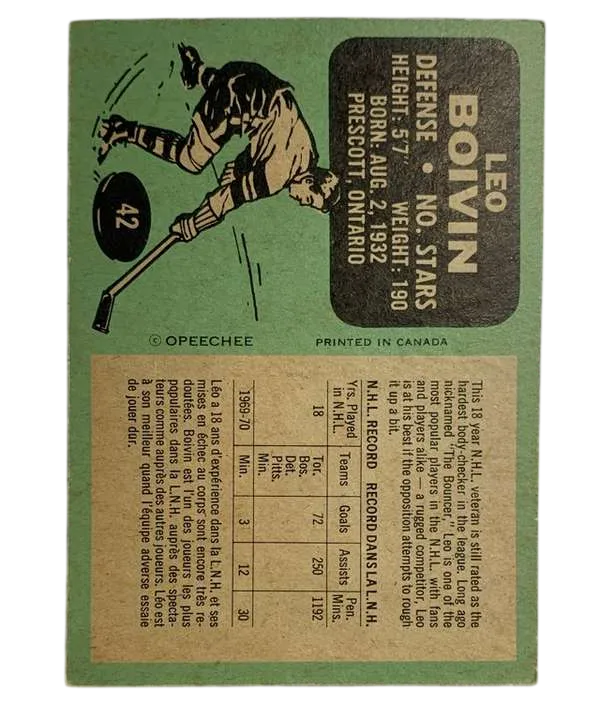 LEO
BOIVIN
DEFENSE • NO. STARS
HEIGHT: 5'7" WEIGHT: 190
BORN: AUG. 2, 1932
PRESCOTT, ONTARIO
42
© OPEECHEE PRINTED IN CANADA
This 18 year N.H.L. veteran is still rated as the
hardest body-checker in the league. Long ago
nicknamed "The Bouncer," Leo is one of the
most popular players in the N.H.L. with fans
and players alike — a rugged competitor, Leo
is at his best if the opposition attempts to rough
it up a bit.
N.H.L. RECORD RECORD DANS LA L.N.H.
Yrs. Played in N.H.L. Teams Goals Assists Pen. Mins.
18 Tor. 72 250 1192
Bos.
Det.
Pitts.
Min.
1969-70 Min. 3 12 30
Léo a 18 ans d'expérience dans la L.N.H. et ses
mises en échec au corps sont encore très re-
doutées. Boivin est l'un des joueurs les plus
populaires dans la L.N.H. auprès des specta-
teurs comme auprès des autres joueurs. Léo est
à son meilleur quand l'équipe adverse essaie
de jouer dur.